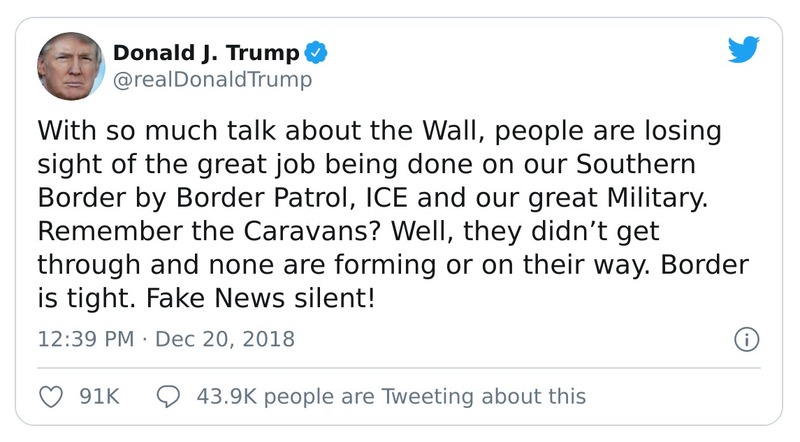 Donald J. Trump
@realDonaldTrump
With so much talk about the Wall, people are losing
sight of the great job being done on our Southern
Border by Border Patrol, ICE and our great Military.
Remember the Caravans? Well, they didn’t get
through and none are forming or on their way. Border
is tight. Fake News silent!
12:39 PM · Dec 20, 2018
91K 43.9K people are Tweeting about this